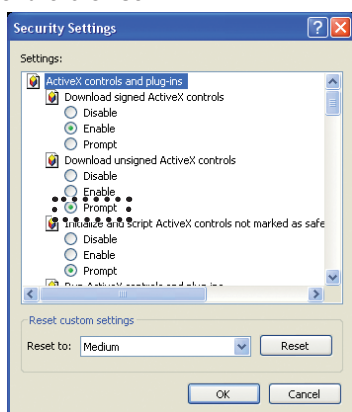 Security Settings
Settings:
ActiveX controls and plug-ins
Download signed ActiveX controls
Disable
Enable
Prompt
Download unsigned ActiveX controls
Disable
Enable
Prompt
Initialize and script ActiveX controls not marked as safe
Disable
Enable
Prompt
Reset custom settings
Reset to: Medium Reset
OK Cancel